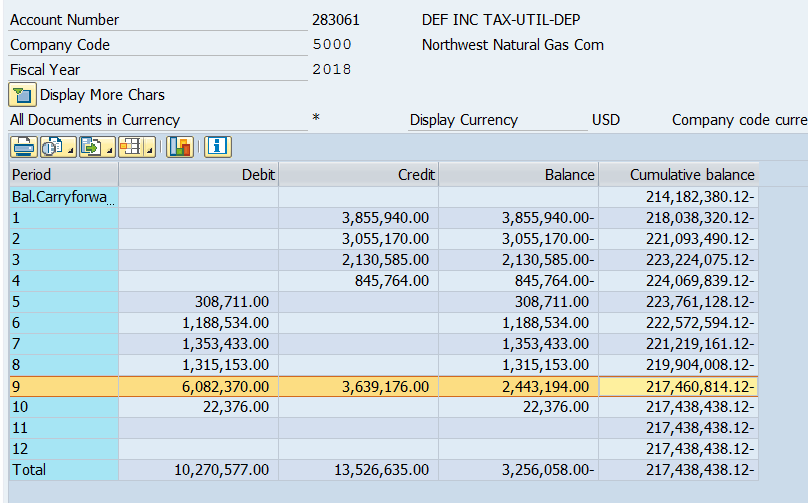 Account Number 283061 DEF INC TAX-UTIL-DEP
Company Code 5000 Northwest Natural Gas Com
Fiscal Year 2018
Display More Chars
All Documents in Currency * Display Currency USD Company code curre
Period Debit Credit Balance Cumulative balance
Bal.Carryforwa... 214,182,380.12-
1 3,855,940.00 3,855,940.00- 218,038,320.12-
2 3,055,170.00 3,055,170.00- 221,093,490.12-
3 2,130,585.00 2,130,585.00- 223,224,075.12-
4 845,764.00 845,764.00- 224,069,839.12-
5 308,711.00 308,711.00 223,761,128.12-
6 1,188,534.00 1,188,534.00 222,572,594.12-
7 1,353,433.00 1,353,433.00 221,219,161.12-
8 1,315,153.00 1,315,153.00 219,904,008.12-
9 6,082,370.00 3,639,176.00 2,443,194.00 217,460,814.12-
10 22,376.00 22,376.00 217,438,438.12-
11 217,438,438.12-
12 217,438,438.12-
Total 10,270,577.00 13,526,635.00 3,256,058.00- 217,438,438.12-